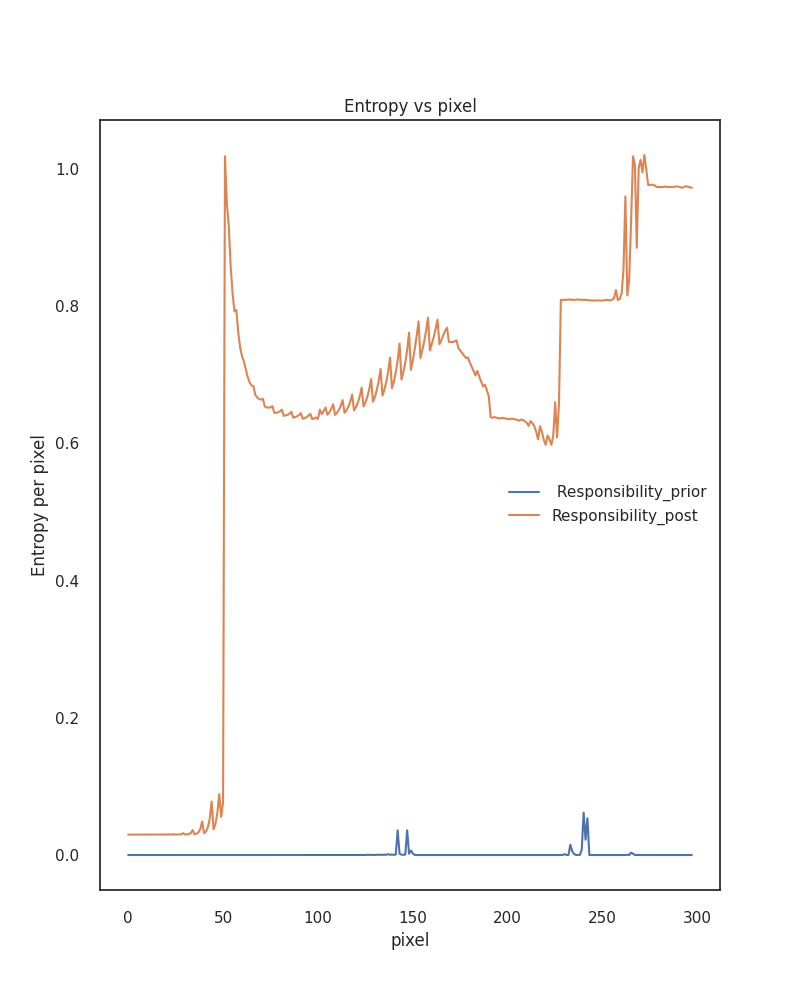 Entropy vs pixel
1.0
0.8
0.6
0.4
0.2
0.0
Entropy per pixel
Responsibility_prior
Responsibility_post
0 50 100 150 200 250 300
pixel